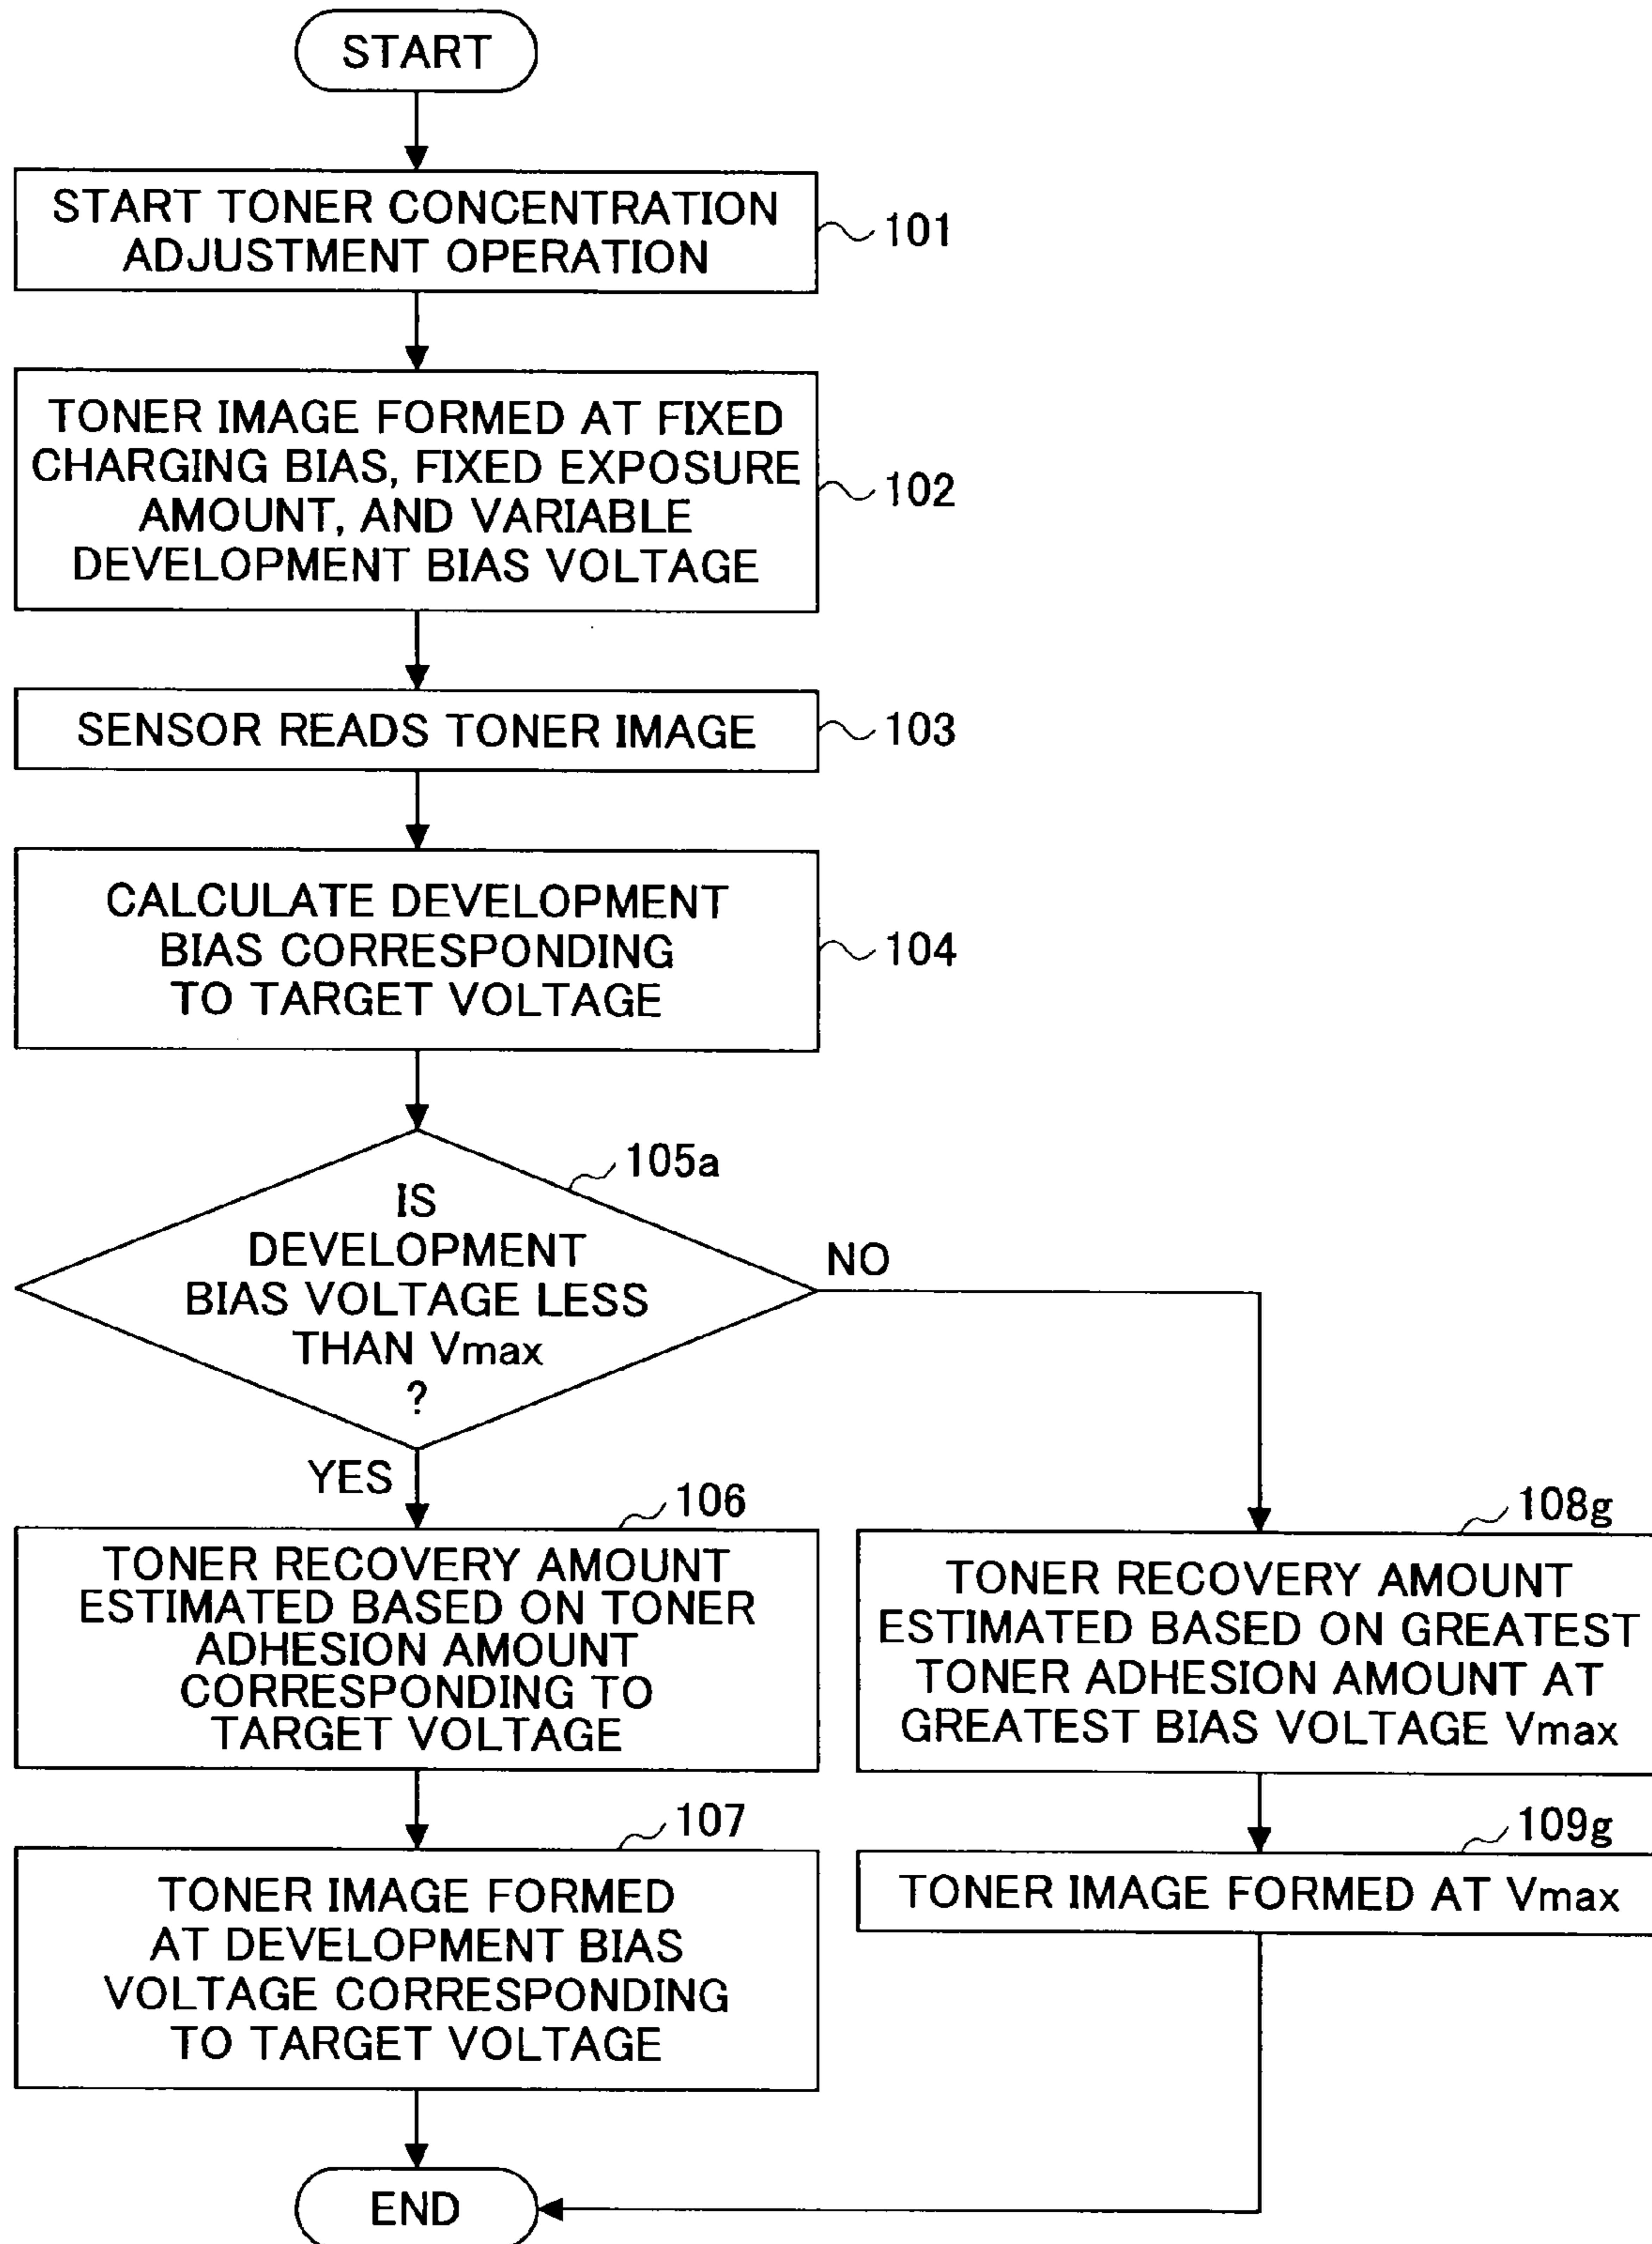 START
START TONER CONCENTRATION
ADJUSTMENT OPERATION
101
TONER IMAGE FORMED AT FIXED
CHARGING BIAS, FIXED EXPOSURE
AMOUNT, AND VARIABLE
DEVELOPMENT BIAS VOLTAGE
102
SENSOR READS TONER IMAGE
103
CALCULATE DEVELOPMENT
BIAS CORRESPONDING
TO TARGET VOLTAGE
104
105a
IS
DEVELOPMENT
BIAS VOLTAGE LESS
THAN Vmax
?
NO
YES
106
TONER RECOVERY AMOUNT
ESTIMATED BASED ON TONER
ADHESION AMOUNT
CORRESPONDING TO
TARGET VOLTAGE
108g
TONER RECOVERY AMOUNT
ESTIMATED BASED ON GREATEST
TONER ADHESION AMOUNT AT
GREATEST BIAS VOLTAGE Vmax
107
TONER IMAGE FORMED
AT DEVELOPMENT BIAS
VOLTAGE CORRESPONDING
TO TARGET VOLTAGE
109g
TONER IMAGE FORMED AT Vmax
END